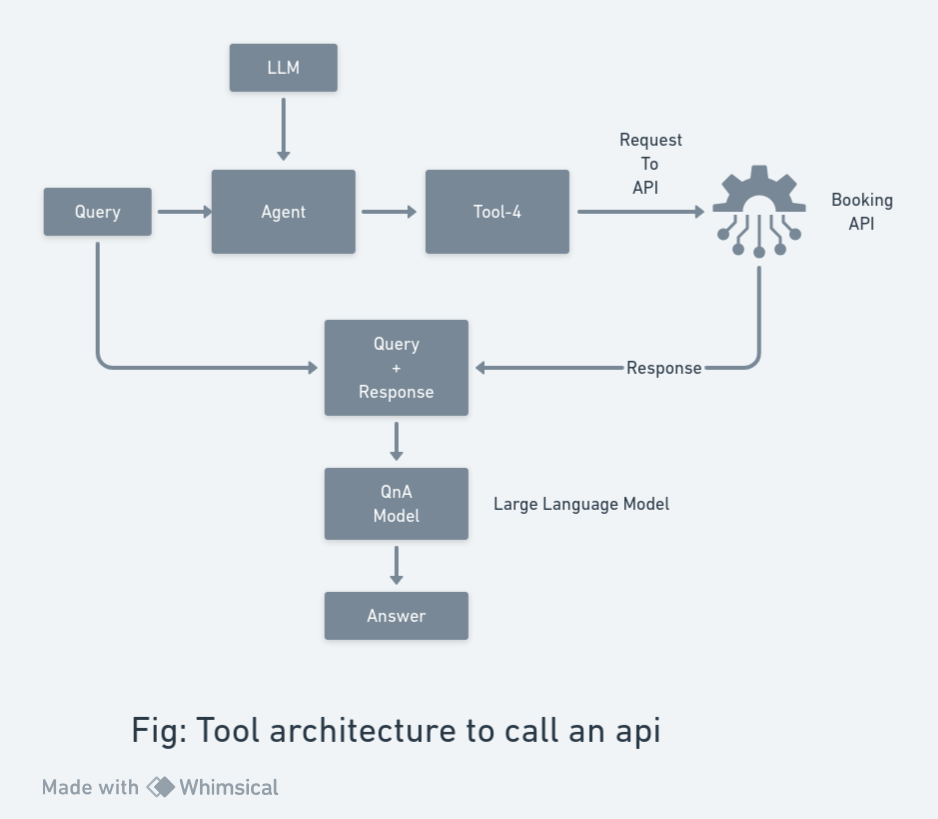 LLM
Request
To
API
Query
Agent
Tool-4
Booking
API
Query
+
Response
Response
QnA
Model
Large Language Model
Answer
Fig: Tool architecture to call an api
Made with Whimsical